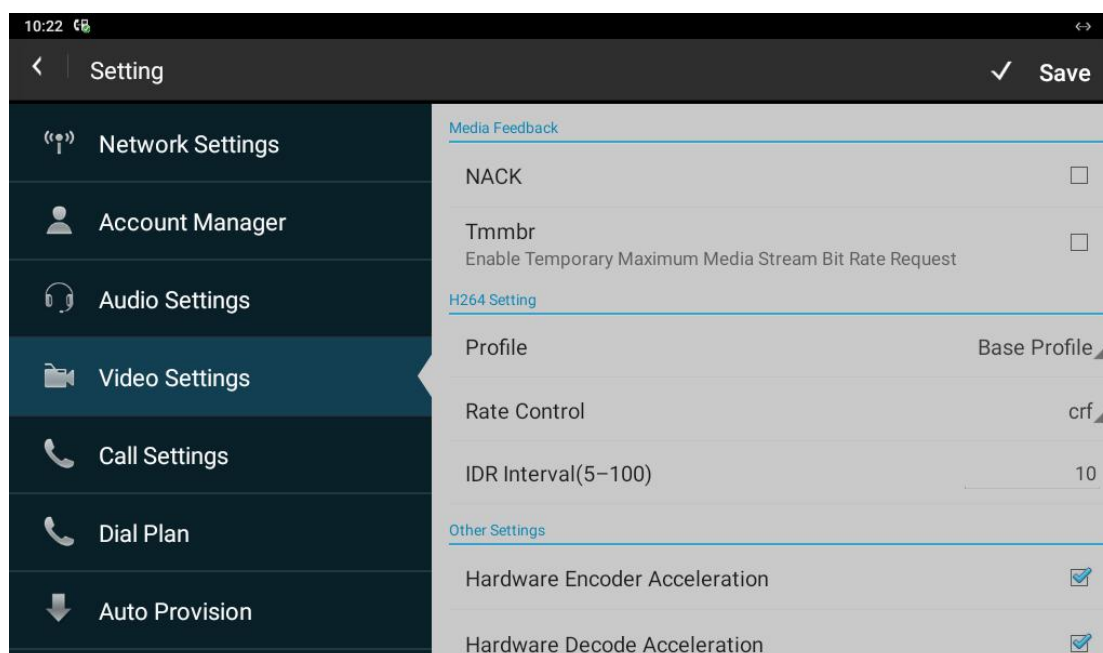 10:22
Setting
Save
Network Settings
Account Manager
Audio Settings
Video Settings
Call Settings
Dial Plan
Auto Provision
Media Feedback
NACK
Tmmbr
Enable Temporary Maximum Media Stream Bit Rate Request
H264 Setting
Profile Base Profile
Rate Control crf
IDR Interval(5–100) 10
Other Settings
Hardware Encoder Acceleration
Hardware Decode Acceleration